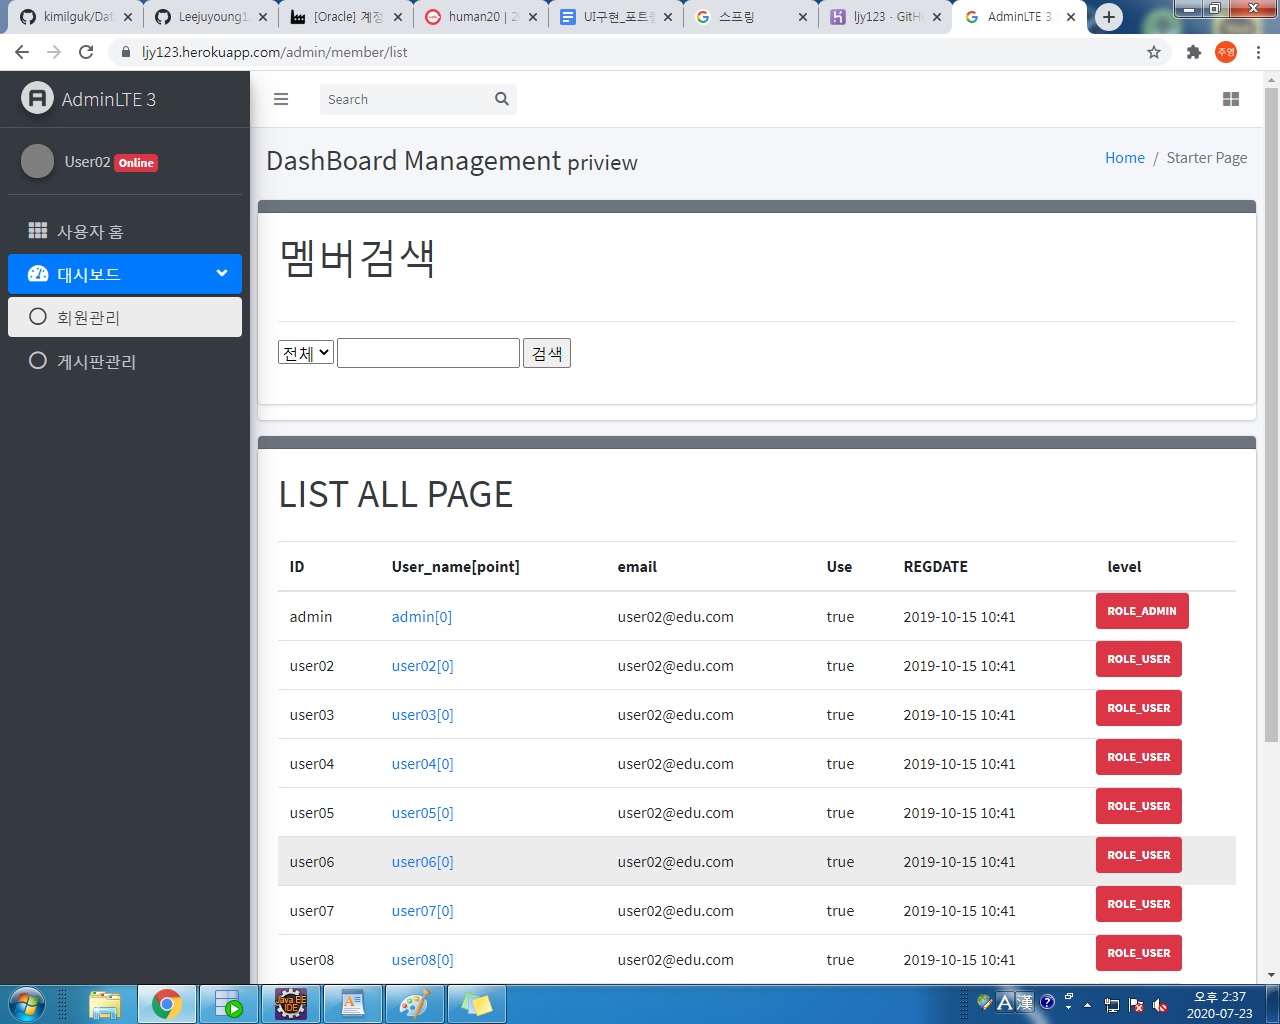 kimilguk/Dat
Leejuyoung1
[Oracle] 계정
human20 | 2
UI구현_포트폴
스프링
ljy123 · GitH
AdminLTE 3 |
ljy123.herokuapp.com/admin/member/list
주영
AdminLTE 3
Search
User02 Online
DashBoard Management priview
Home / Starter Page
사용자 홈
대시보드
회원관리
게시판관리
멤버검색
전체
검색
LIST ALL PAGE
ID User_name[point] email Use REGDATE level
admin admin[0] user02@edu.com true 2019-10-15 10:41 ROLE_ADMIN
user02 user02[0] user02@edu.com true 2019-10-15 10:41 ROLE_USER
user03 user03[0] user02@edu.com true 2019-10-15 10:41 ROLE_USER
user04 user04[0] user02@edu.com true 2019-10-15 10:41 ROLE_USER
user05 user05[0] user02@edu.com true 2019-10-15 10:41 ROLE_USER
user06 user06[0] user02@edu.com true 2019-10-15 10:41 ROLE_USER
user07 user07[0] user02@edu.com true 2019-10-15 10:41 ROLE_USER
user08 user08[0] user02@edu.com true 2019-10-15 10:41 ROLE_USER
Java EE
IDE
A 漢
오후 2:37
2020-07-23